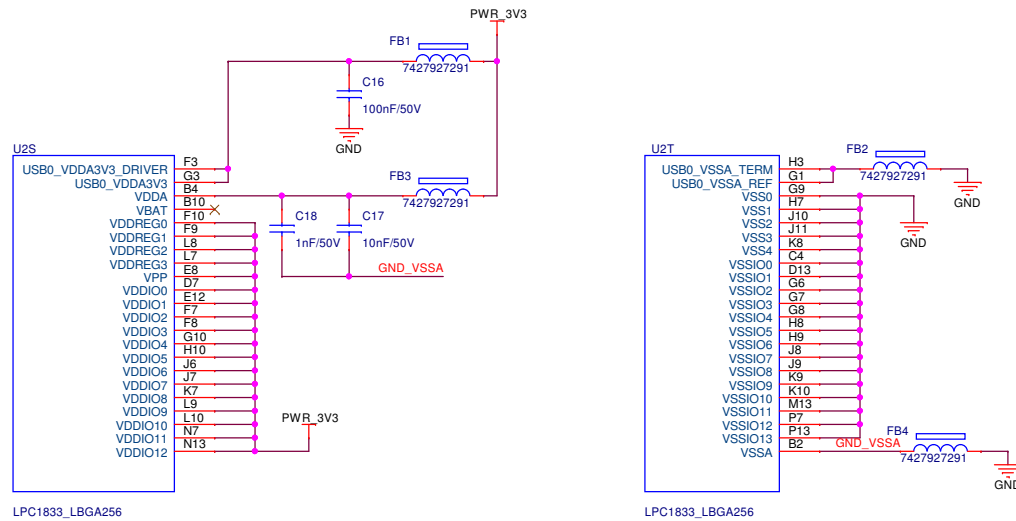 PWR_3V3
FB1
7427927291
C16
100nF/50V
GND
U2S
USB0_VDDA3V3_DRIVER F3
USB0_VDDA3V3 G3
VDDA B4
VBAT B10
VDDREG0 F10
VDDREG1 F9
VDDREG2 L8
VDDREG3 L7
VPP E8
VDDIO0 D7
VDDIO1 E12
VDDIO2 F7
VDDIO3 F8
VDDIO4 G10
VDDIO5 H10
VDDIO6 J6
VDDIO7 J7
VDDIO8 K7
VDDIO9 L9
VDDIO10 L10
VDDIO11 N7
VDDIO12 N13
FB3
7427927291
C18
1nF/50V
C17
10nF/50V
GND_VSSA
PWR_3V3
LPC1833_LBGA256
U2T
USB0_VSSA_TERM H3
USB0_VSSA_REF G1
VSS0 G9
VSS1 H7
VSS2 J10
VSS3 J11
VSS4 K8
VSSIO0 C4
VSSIO1 D13
VSSIO2 G6
VSSIO3 G7
VSSIO4 G8
VSSIO5 H8
VSSIO6 H9
VSSIO7 J8
VSSIO8 J9
VSSIO9 K9
VSSIO10 K10
VSSIO11 M13
VSSIO12 P7
VSSIO13 P13
VSSA B2
FB2
7427927291
GND
GND
GND_VSSA
FB4
7427927291
GND
LPC1833_LBGA256